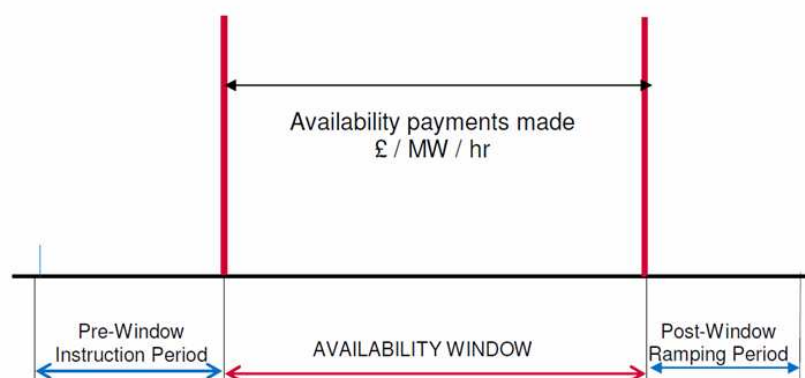 Availability payments made
£ / MW / hr
Pre-Window
Instruction Period
AVAILABILITY WINDOW
Post-Window
Ramping Period